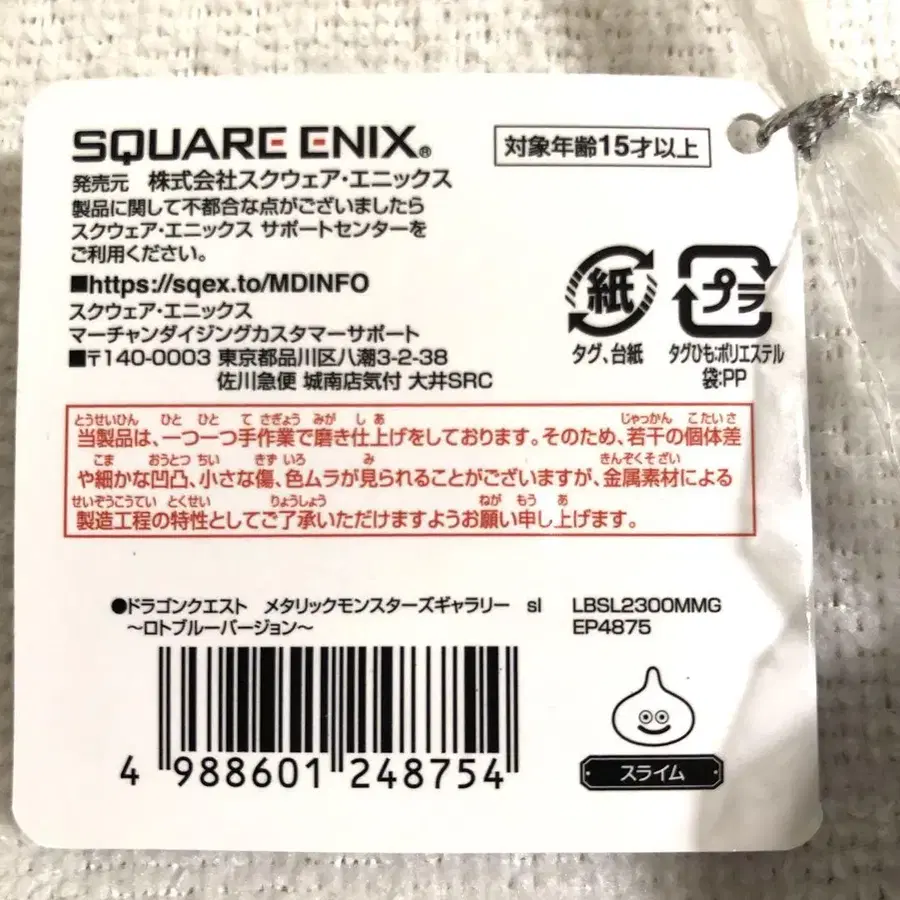 SQUARE ENIX®
対象年齢15才以上
発売元 株式会社スクウェア・エニックス
製品に関して不都合な点がございましたら
スクウェア・エニックス サポートセンターを
ご利用ください。
■https://sqex.to/MDINFO
スクウェア・エニックス
マーチャンダイジングカスタマーサポート
■〒140-0003 東京都品川区八潮3-2-38
佐川急便 城南店気付 大井SRC
紙
タグ、台紙
プラ
タグひも:ポリエステル
袋:PP
とうせいひん ひと ひと て さぎょう みが し あ じゃっかん こたいさ
当製品は、一つ一つ手作業で磨き仕上げをしております。そのため、若干の個体差
こま おうとつ ちい きず いろ み きんぞくそざい
や細かな凹凸、小さな傷、色ムラが見られることがございますが、金属素材による
せいぞうこうてい とくせい りょうしょう ねが もう あ
製造工程の特性としてご了承いただけますようお願い申し上げます。
●ドラゴンクエスト メタリックモンスターズギャラリー sl LBSL2300MMG
〜ロトブルーバージョン〜 EP4875
4 988601 248754
スライム